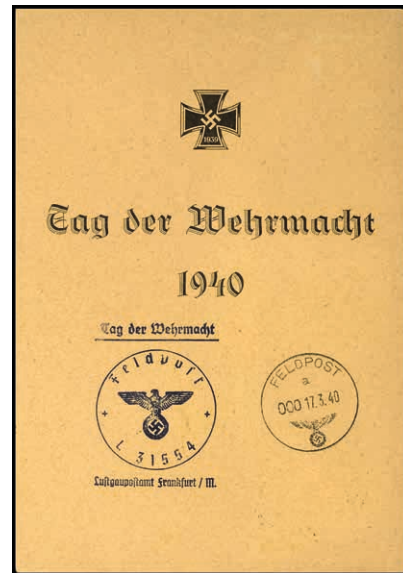 1939
Tag der Wehrmacht
1940
Tag der Wehrmacht
Feldpost
L 31554
Luftgaupostamt Frankfurt / M.
FELDPOST
a
000 17.3.40